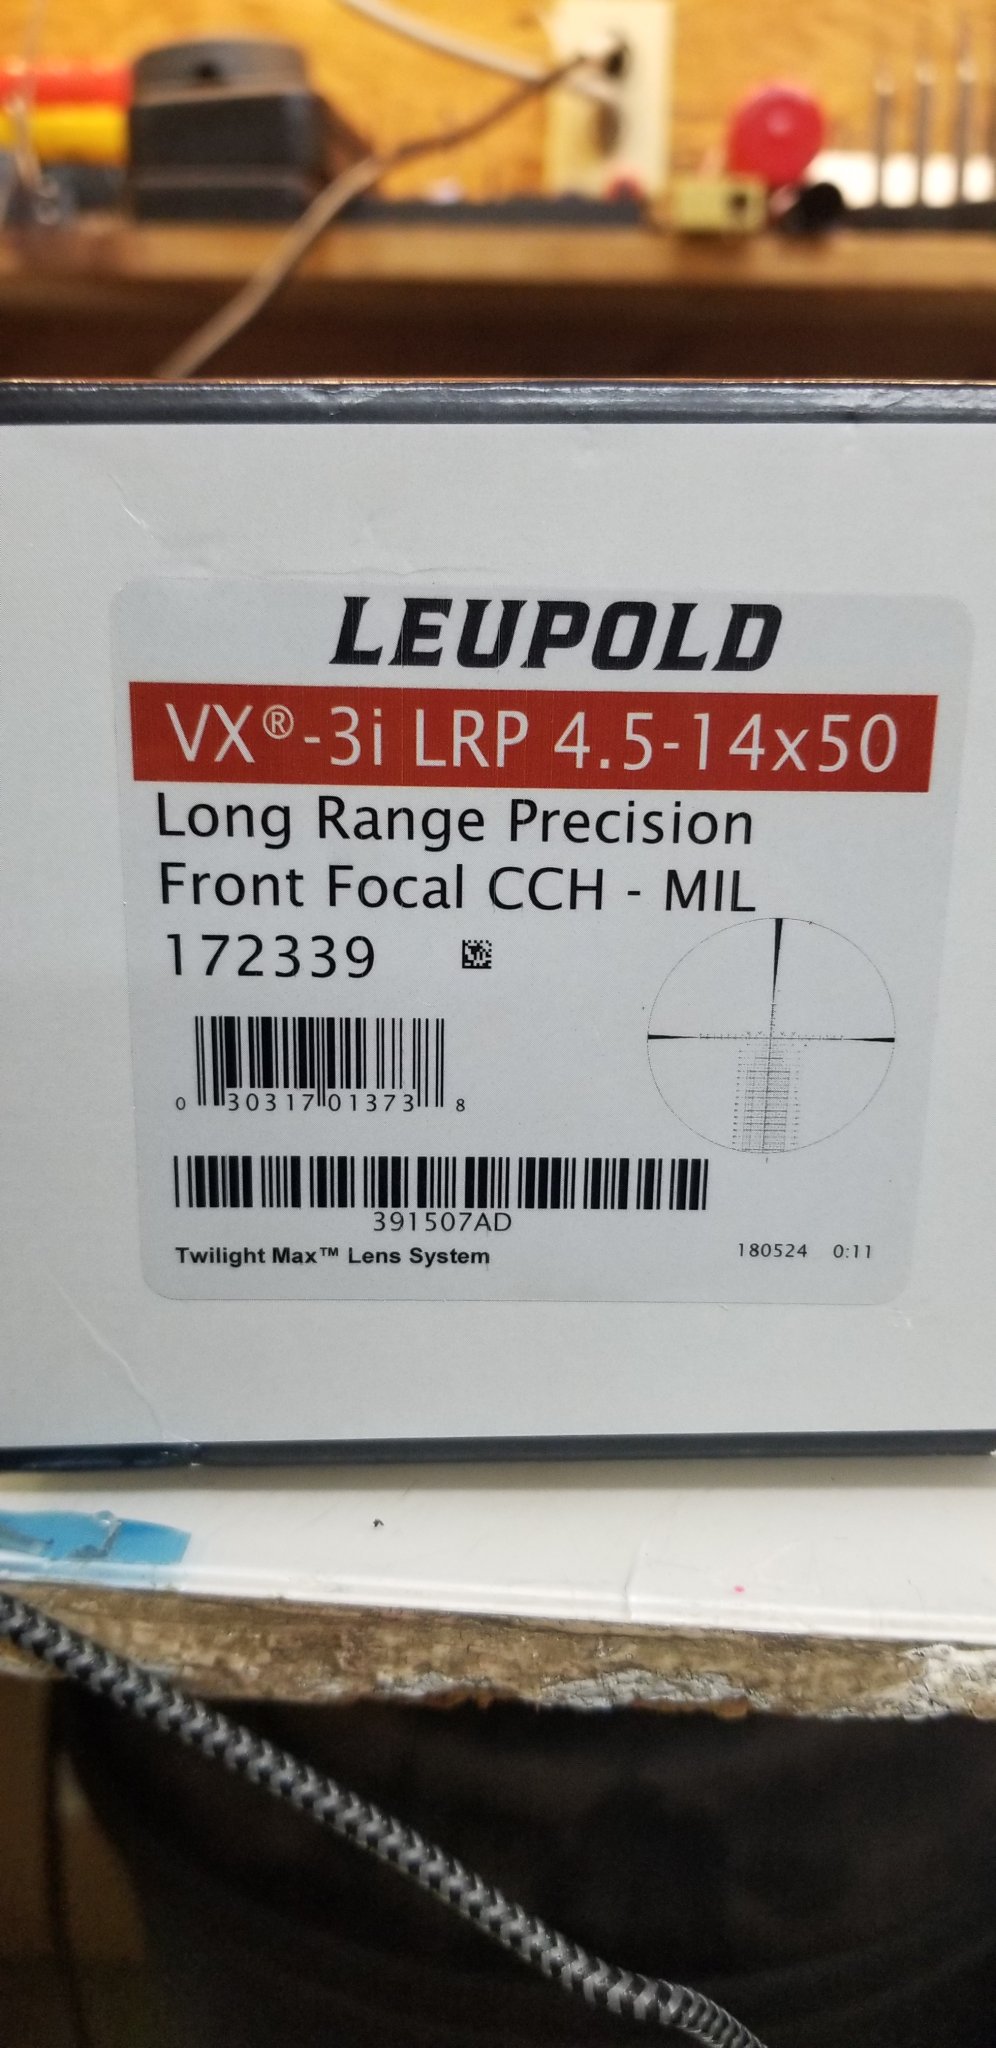 LEUPOLD
VX®-3i LRP 4.5-14x50
Long Range Precision
Front Focal CCH - MIL
172339
0 30317 01373 8
391507AD
Twilight Max™ Lens System
180524 0:11